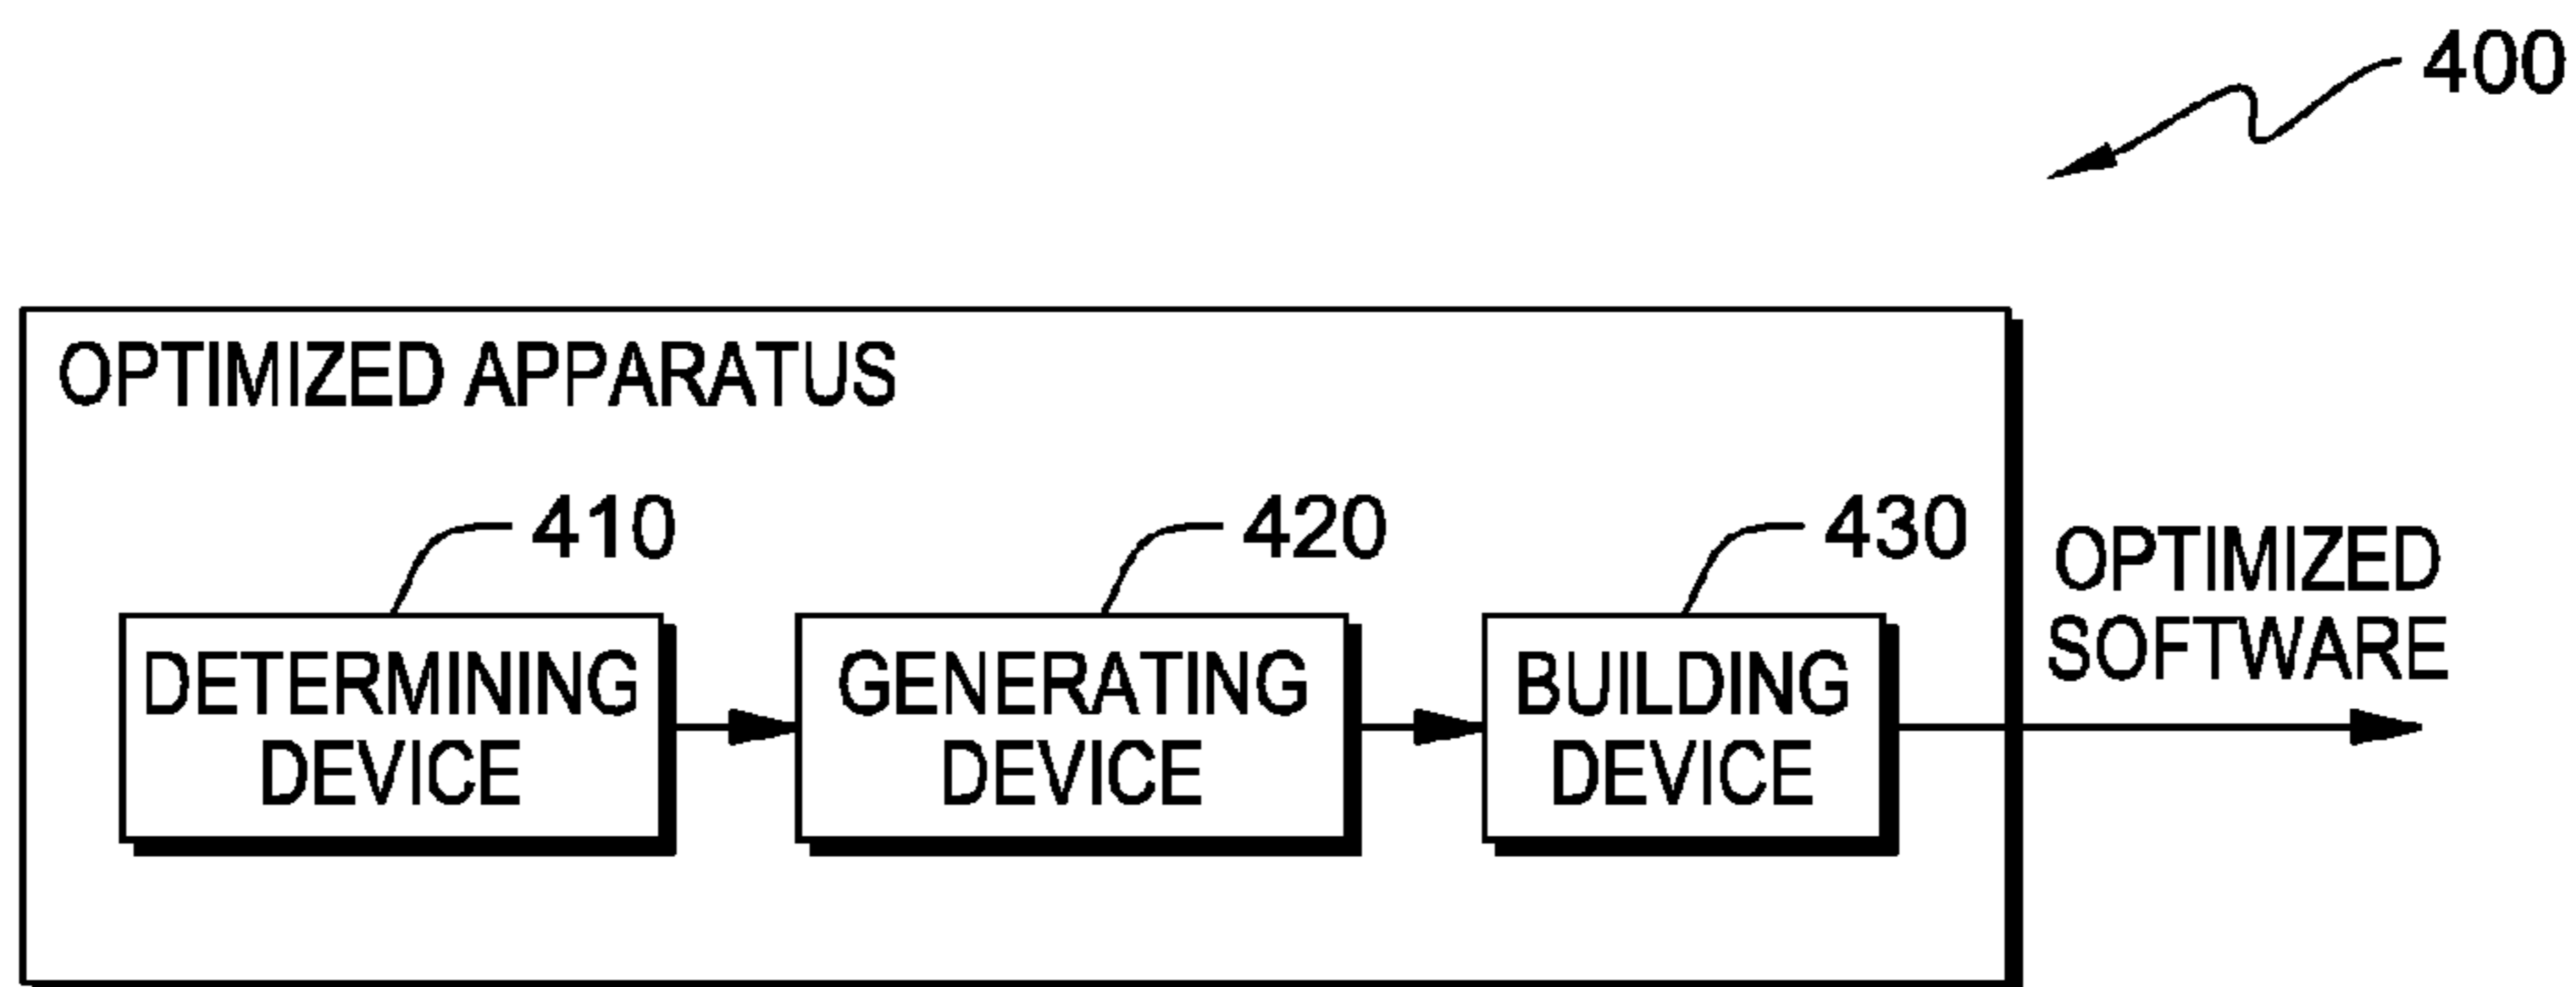 400
OPTIMIZED APPARATUS
410
420
430
DETERMINING
DEVICE
GENERATING
DEVICE
BUILDING
DEVICE
OPTIMIZED
SOFTWARE